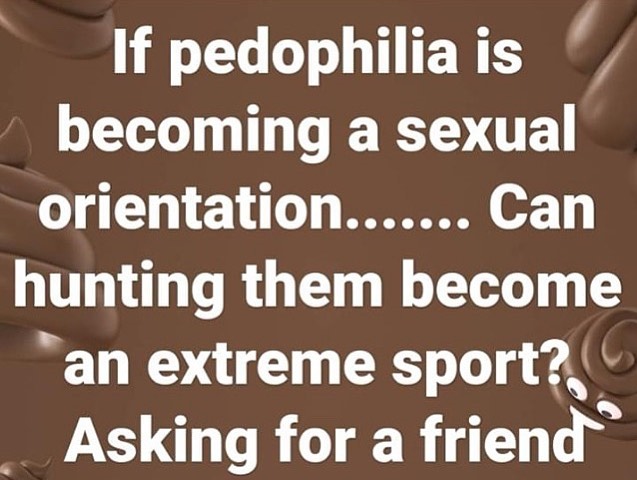 If pedophilia is
becoming a sexual
orientation....... Can
hunting them become
an extreme sport?
Asking for a friend